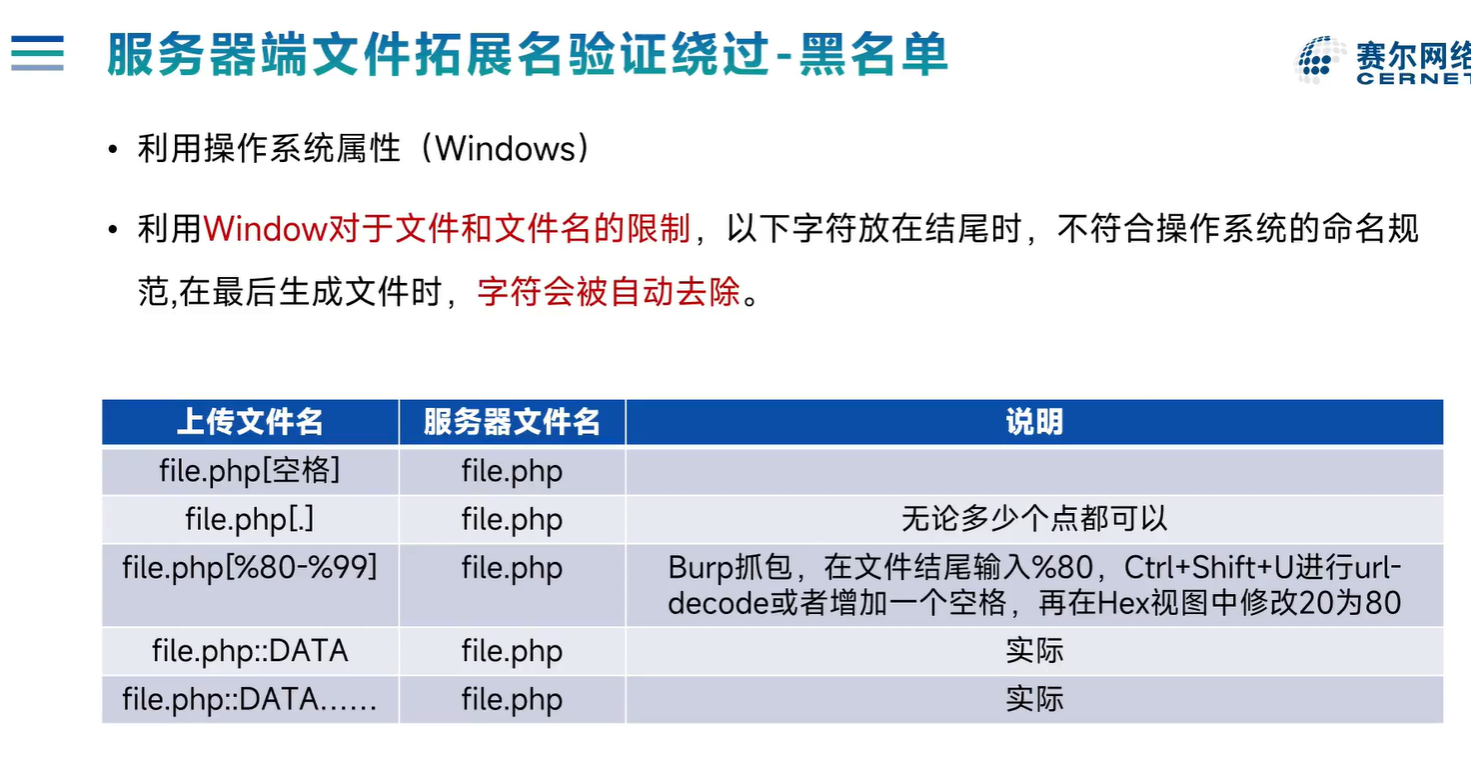 服务器端文件拓展名验证绕过-黑名单
赛尔网络
CERNET
• 利用操作系统属性（Windows）
• 利用Window对于文件和文件名的限制，以下字符放在结尾时，不符合操作系统的命名规
范,在最后生成文件时，字符会被自动去除。
上传文件名 服务器文件名 说明
file.php[空格] file.php
file.php[.] file.php 无论多少个点都可以
file.php[%80-%99] file.php Burp抓包，在文件结尾输入%80，Ctrl+Shift+U进行url-
decode或者增加一个空格，再在Hex视图中修改20为80
file.php::DATA file.php 实际
file.php::DATA…… file.php 实际